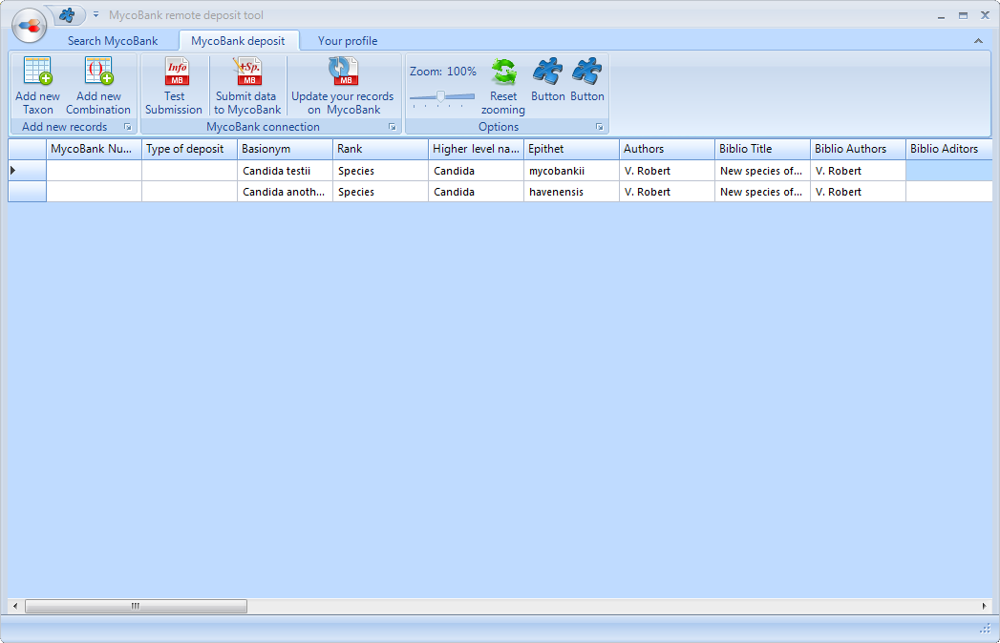 MycoBank remote deposit tool
Search MycoBank MycoBank deposit Your profile
Info MB +Sp. MB MB
Zoom: 100%
Add new Taxon Add new Combination Test Submission Submit data to MycoBank Update your records on MycoBank Reset zooming Button Button
Add new records MycoBank connection Options
MycoBank Nu... Type of deposit Basionym Rank Higher level na... Epithet Authors Biblio Title Biblio Authors Biblio Aditors
Candida testii Species Candida mycobankii V. Robert New species of... V. Robert
Candida anoth... Species Candida havenensis V. Robert New species of... V. Robert